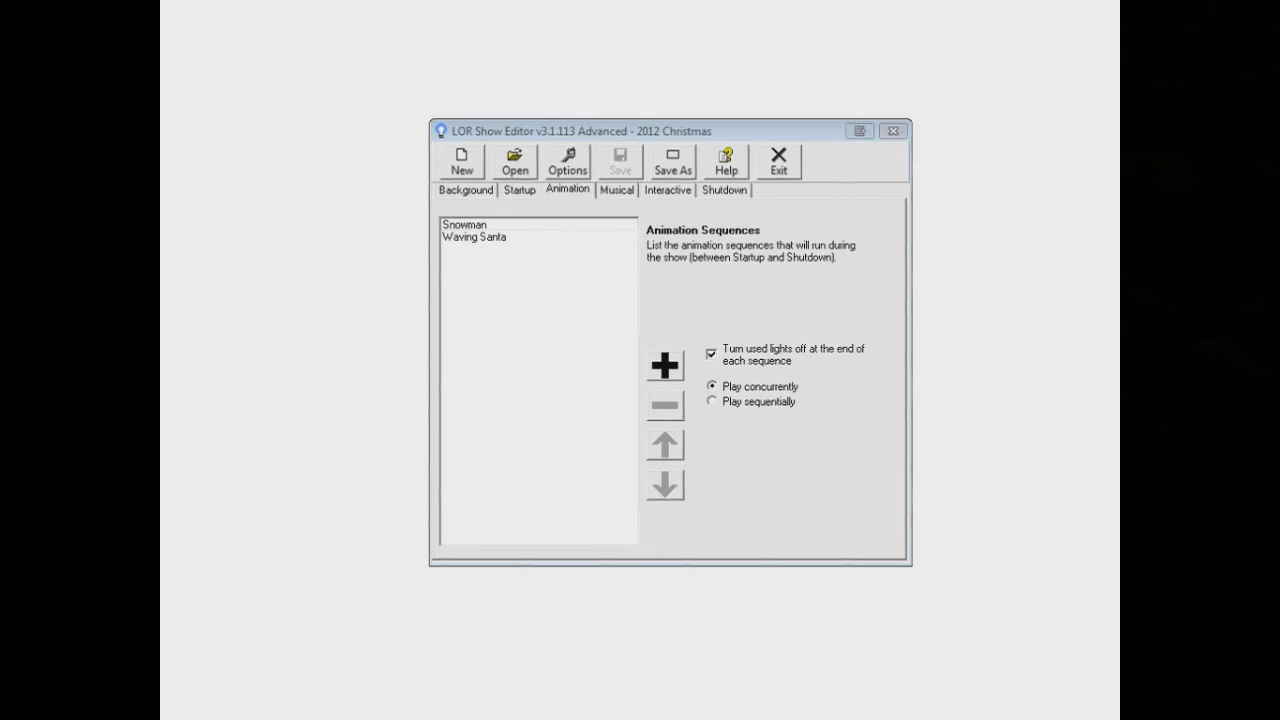 LOR Show Editor v3.1.113 Advanced - 2012 Christmas
New Open Options Save Save As Help Exit
Background Startup Animation Musical Interactive Shutdown
Snowman
Waving Santa
Animation Sequences
List the animation sequences that will run during
the show (between Startup and Shutdown).
Turn used lights off at the end of
each sequence
Play concurrently
Play sequentially